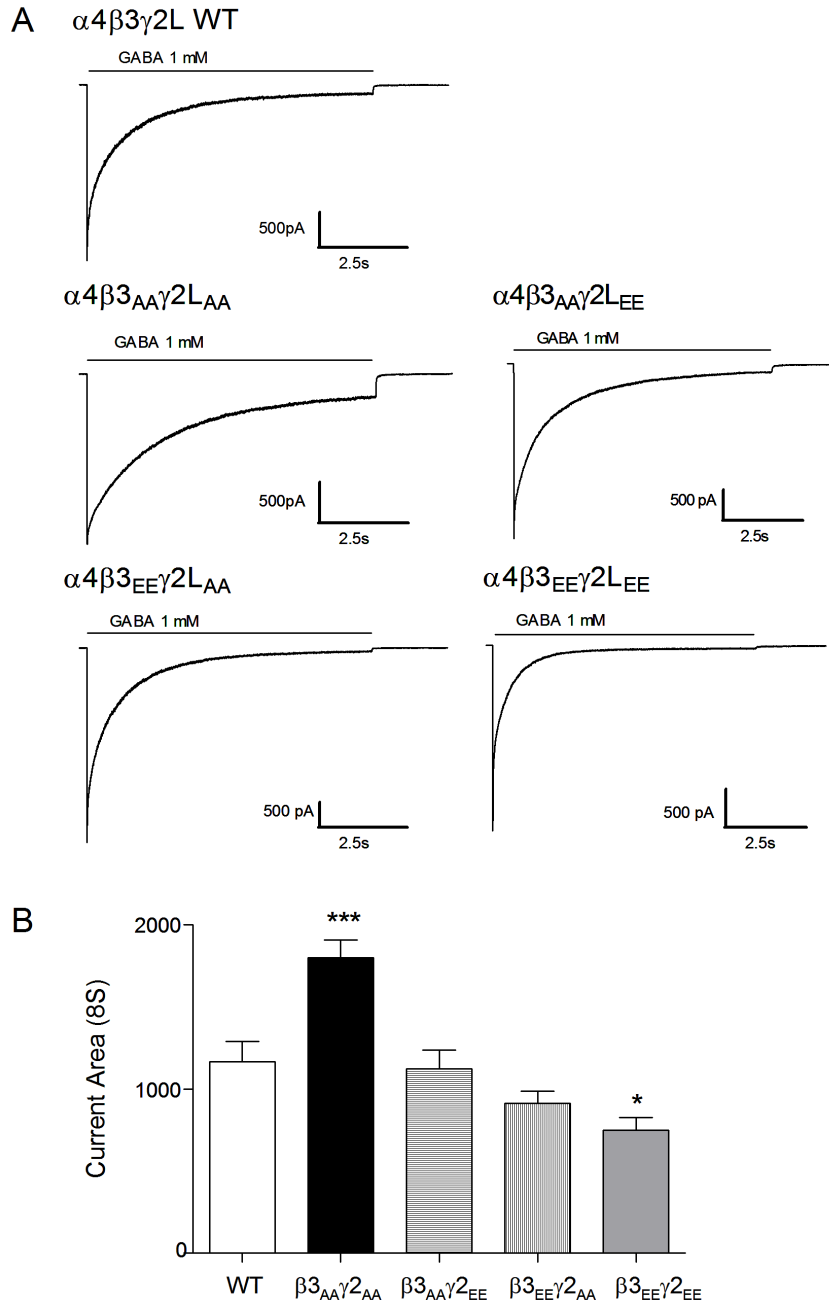 A
α4β3γ2L WT
GABA 1 mM
500pA
2.5s
α4β3AAγ2LAA
α4β3AAγ2LEE
GABA 1 mM
GABA 1 mM
500pA
2.5s
500 pA
2.5s
α4β3EEγ2LAA
α4β3EEγ2LEE
GABA 1 mM
GABA 1 mM
500 pA
2.5s
500 pA
2.5s
B
Current Area (8S)
2000
1000
0
***
*
WT
β3AAγ2AA
β3AAγ2EE
β3EEγ2AA
β3EEγ2EE